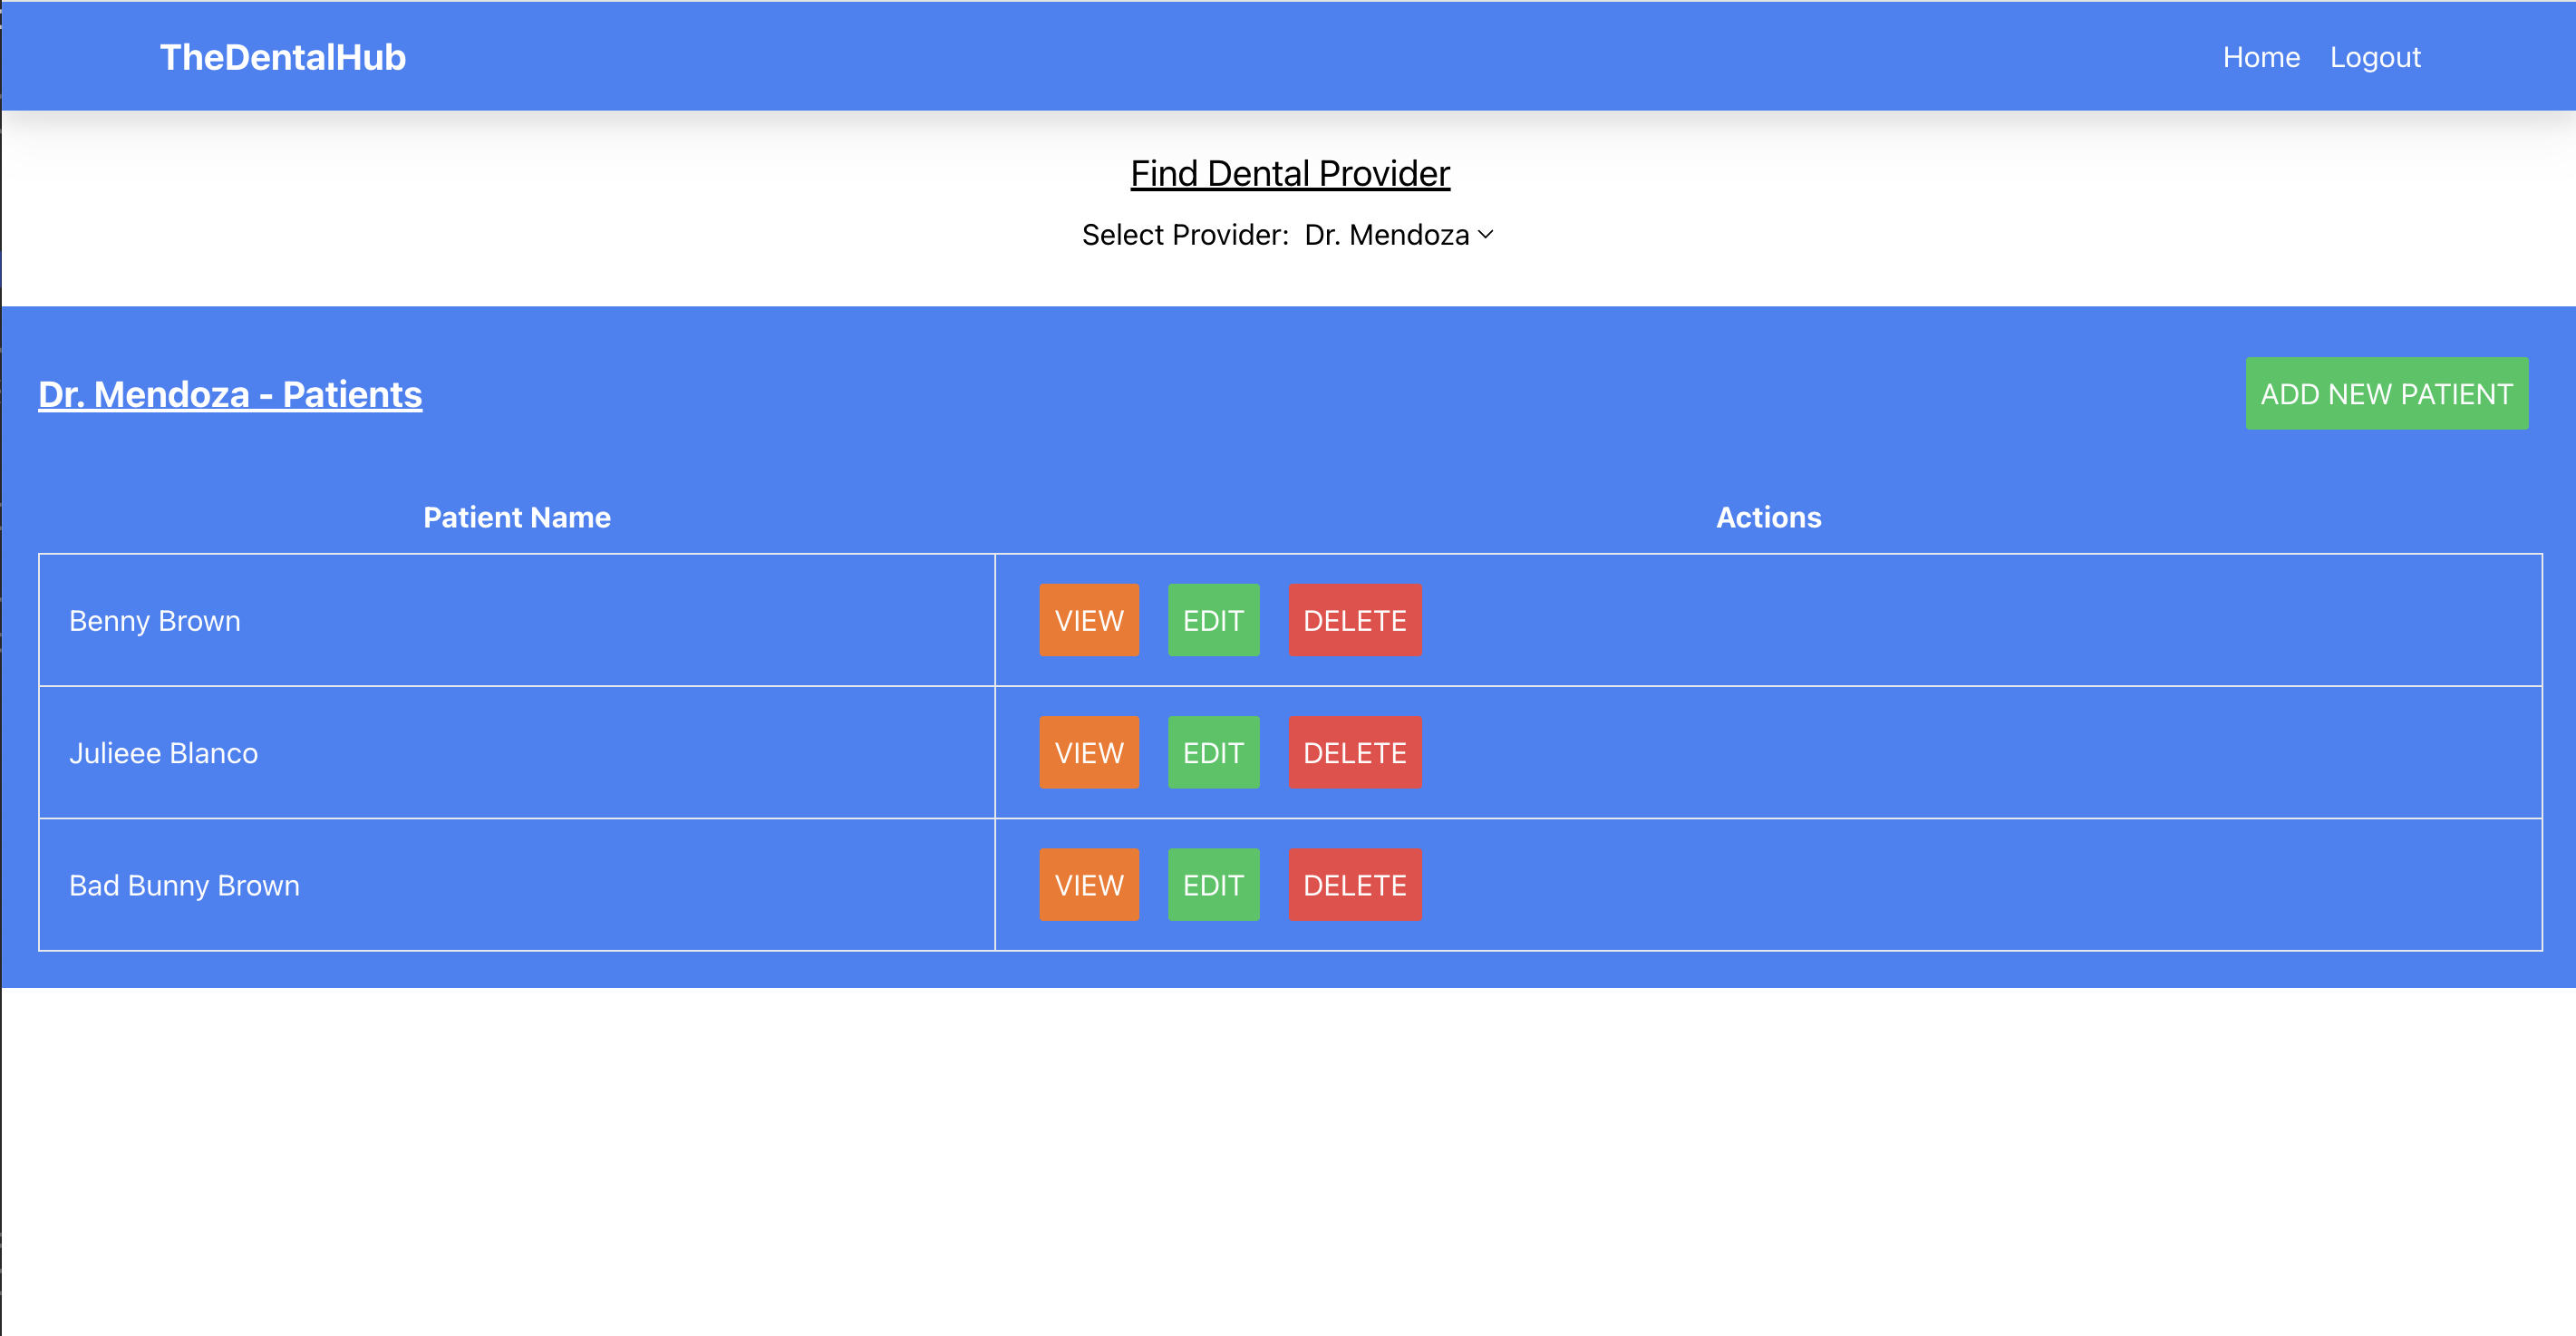 TheDentalHub Home Logout
Find Dental Provider
Select Provider: Dr. Mendoza
Dr. Mendoza - Patients ADD NEW PATIENT
Patient Name Actions
Benny Brown VIEW EDIT DELETE
Julieee Blanco VIEW EDIT DELETE
Bad Bunny Brown VIEW EDIT DELETE